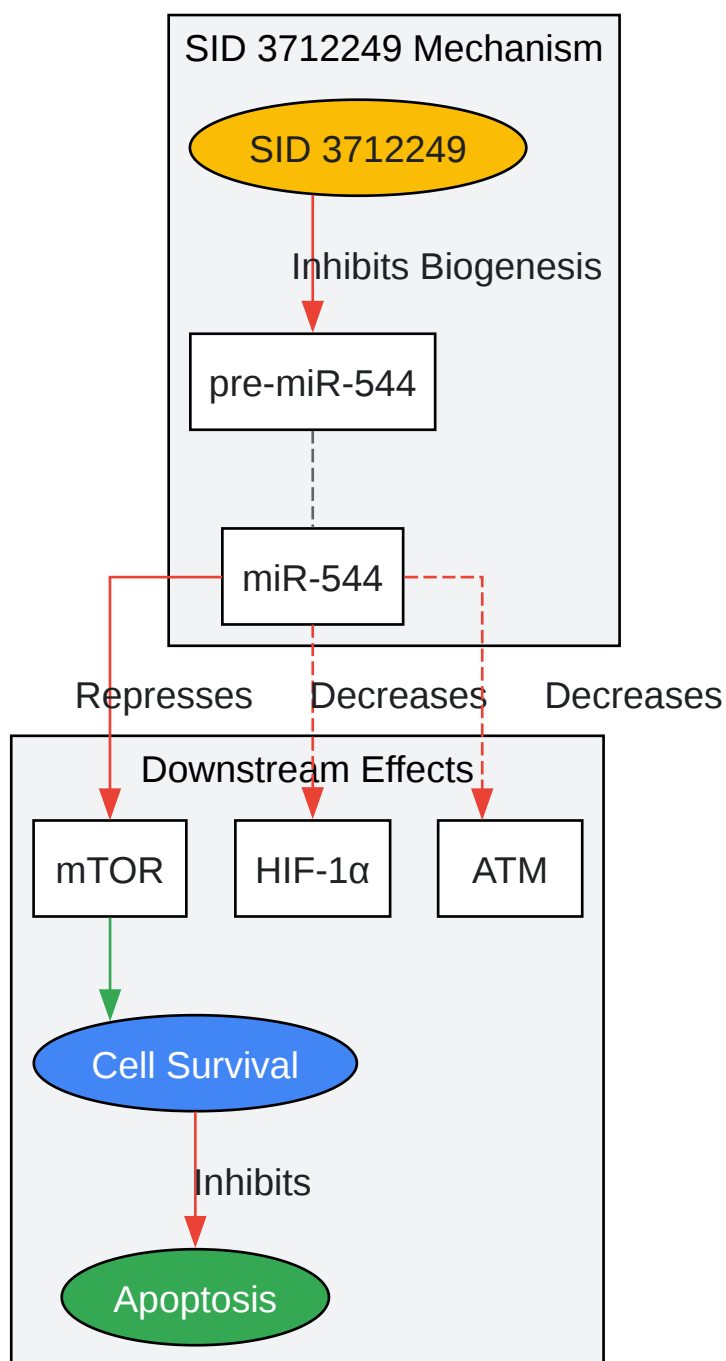 SID 3712249 Mechanism
SID 3712249
Inhibits Biogenesis
pre-miR-544
miR-544
Represses
Decreases
Decreases
Downstream Effects
mTOR
HIF-1α
ATM
Cell Survival
Inhibits
Apoptosis